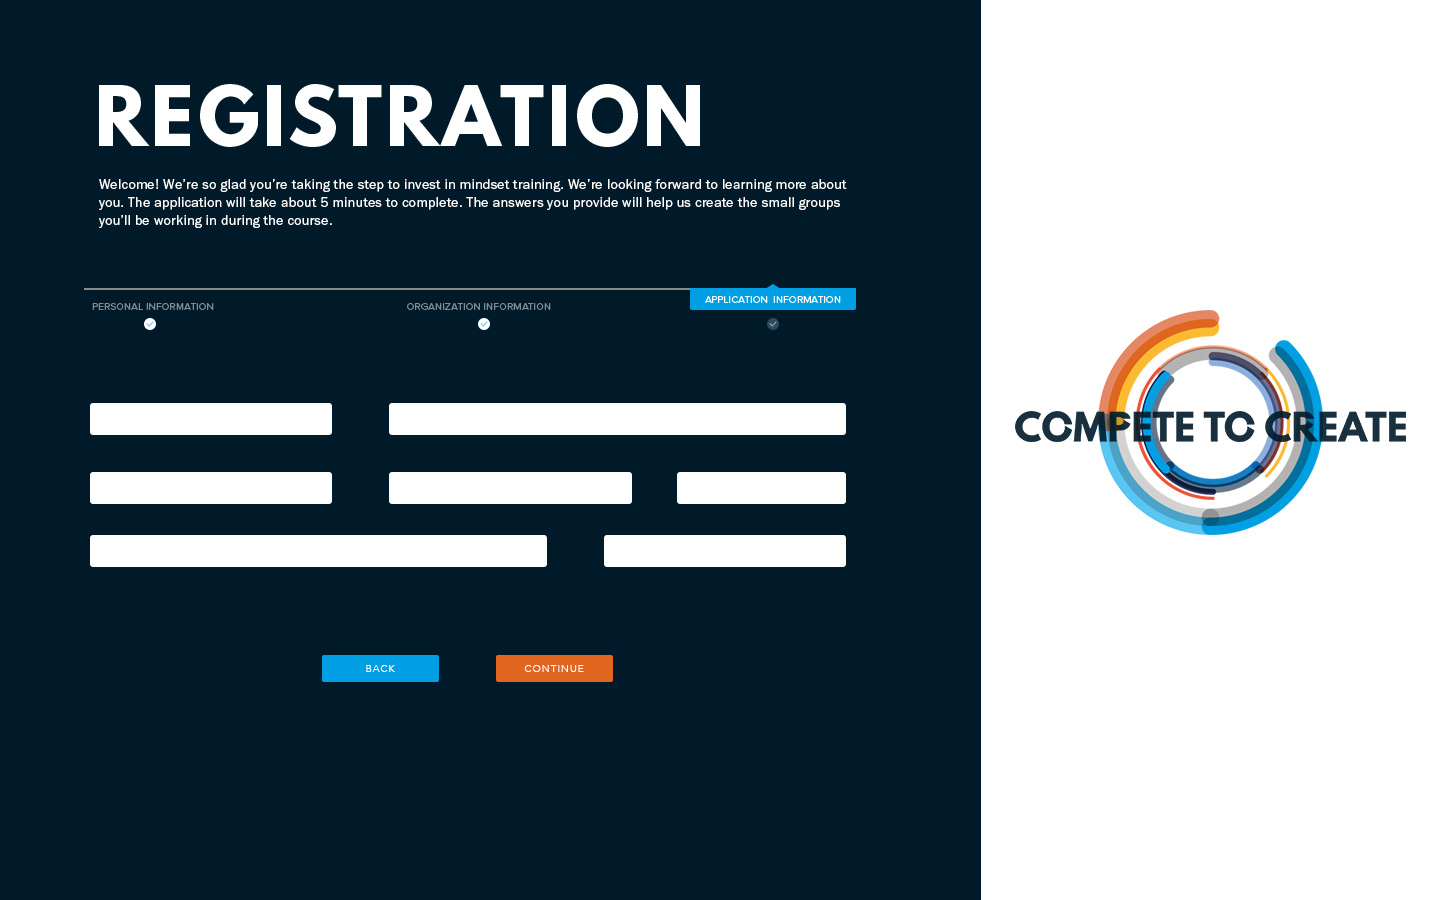 REGISTRATION
Welcome! We're so glad you're taking the step to invest in mindset training. We're looking forward to learning more about
you. The application will take about 5 minutes to complete. The answers you provide will help us create the small groups
you'll be working in during the course.
PERSONAL INFORMATION
ORGANIZATION INFORMATION
APPLICATION INFORMATION
BACK
CONTINUE
COMPETE TO CREATE